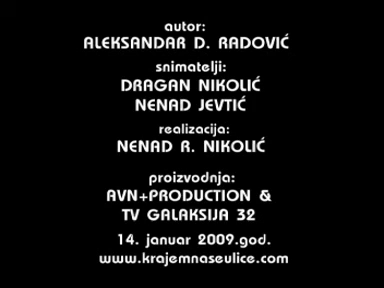 autor:
ALEKSANDAR D. RADOVIĆ
snimatelji:
DRAGAN NIKOLIĆ
NENAD JEVTIĆ
realizacija:
NENAD R. NIKOLIĆ
proizvodnja:
AVN+PRODUCTION &
TV GALAKSIJA 32
14. januar 2009.god.
www.krajemnaseulice.com